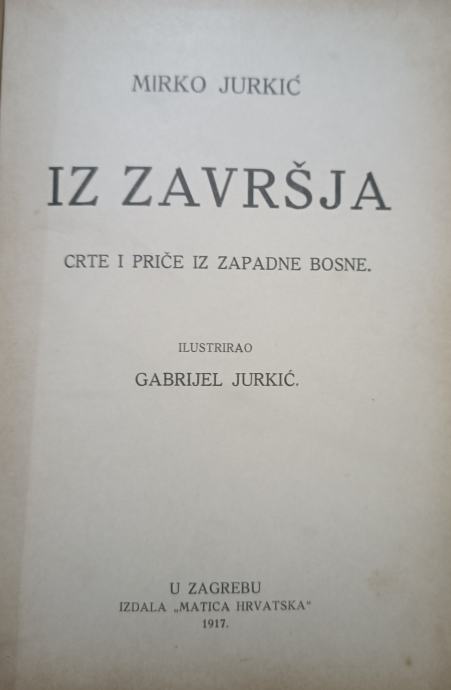 MIRKO JURKIĆ
IZ ZAVRŠJA
CRTE I PRIČE IZ ZAPADNE BOSNE.
ILUSTRIRAO
GABRIJEL JURKIĆ.
U ZAGREBU
IZDALA „MATICA HRVATSKA“
1917.